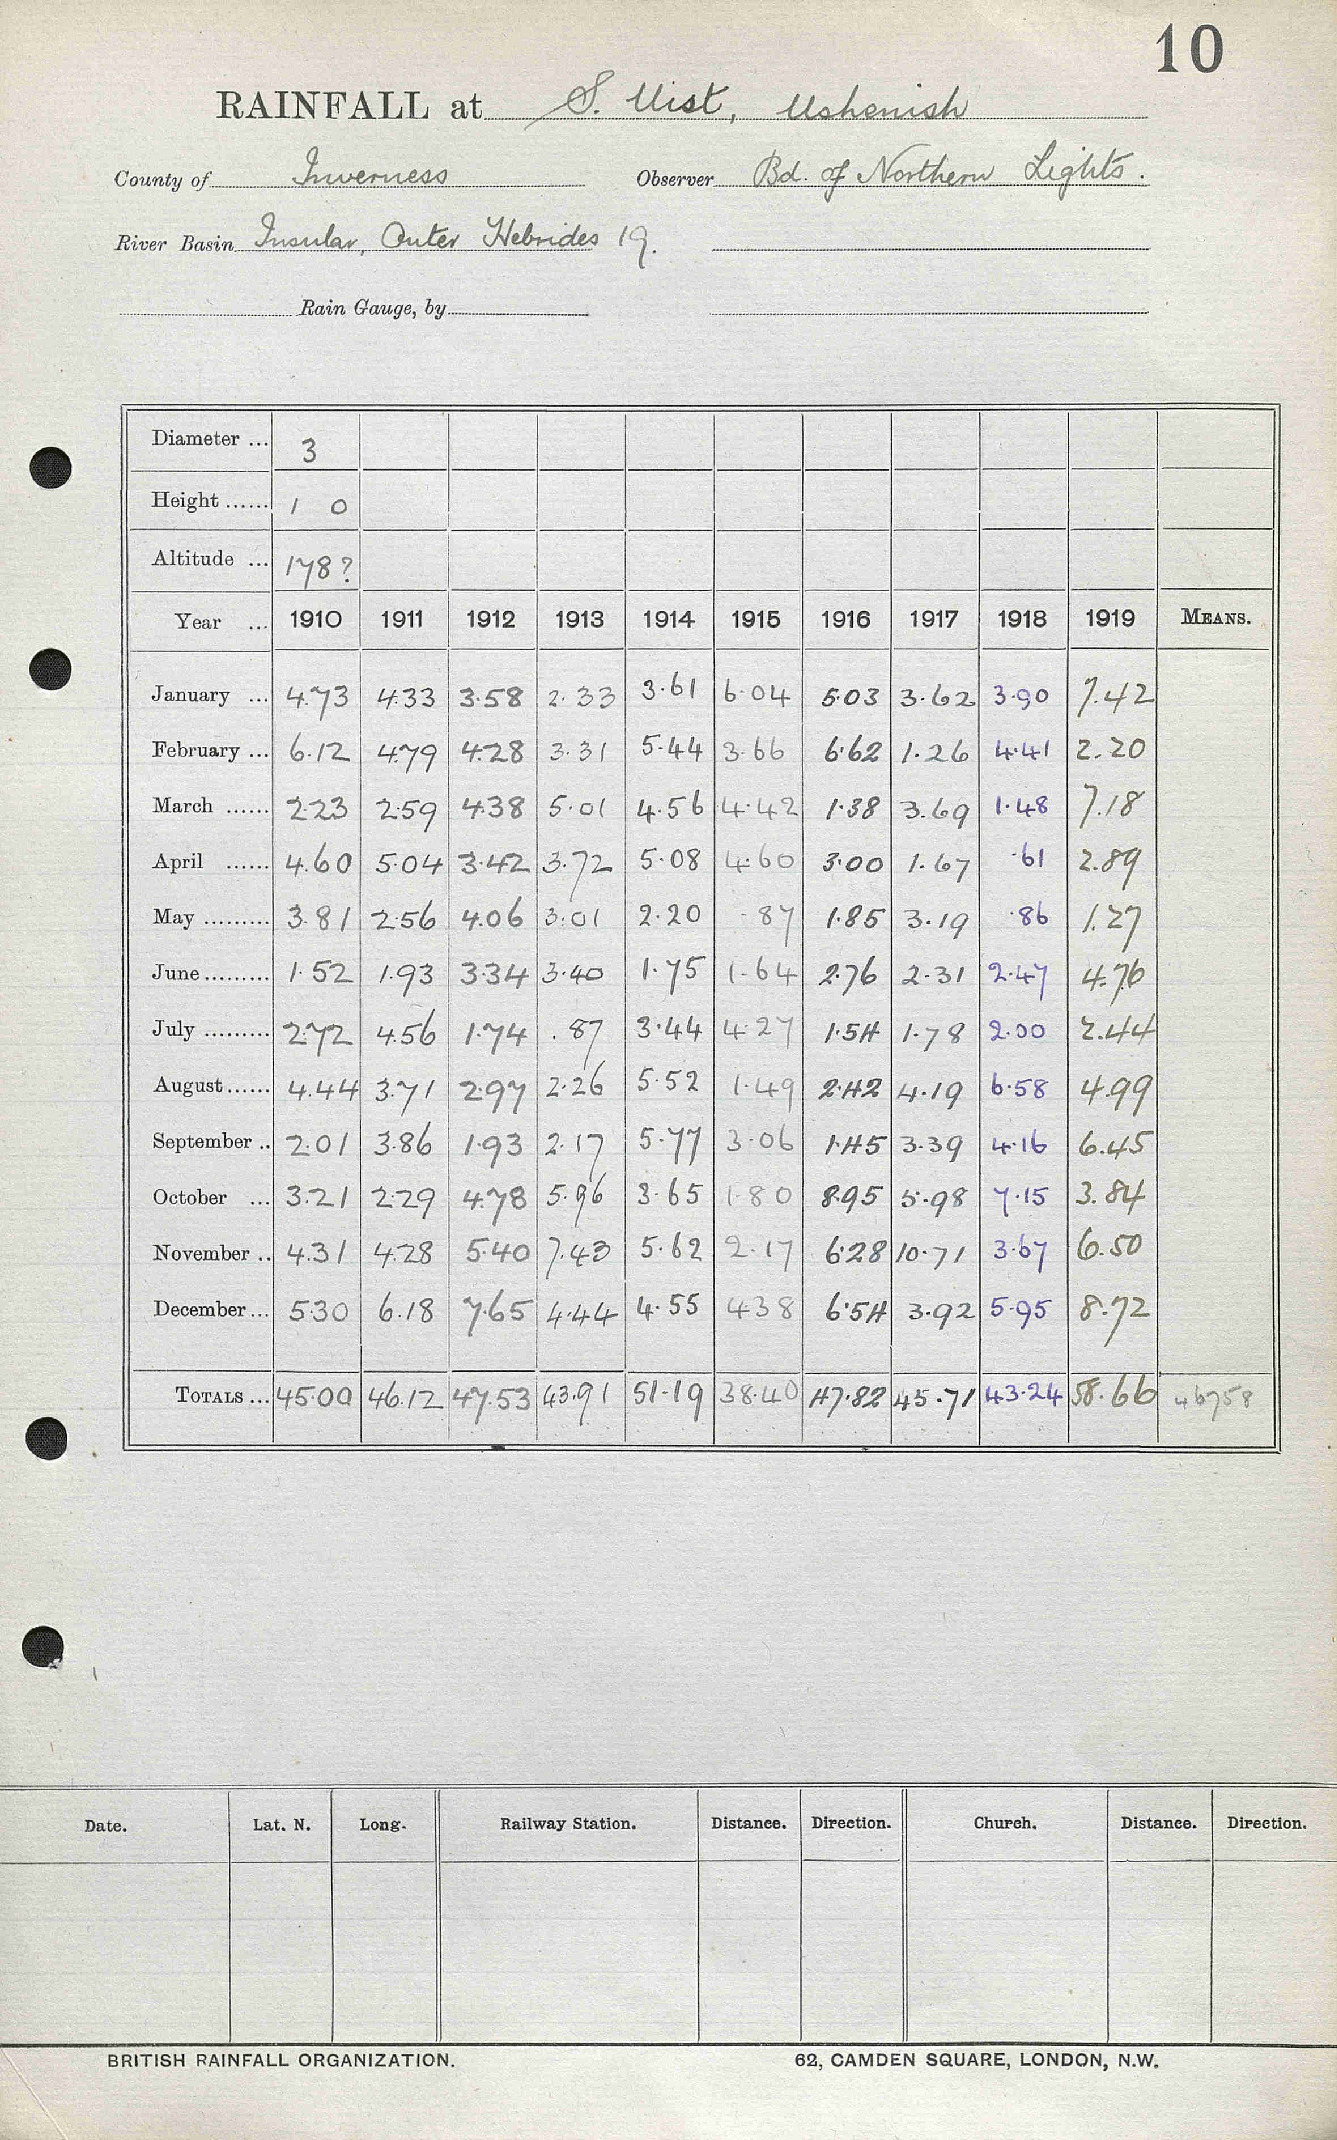 10
RAINFALL at S. Uist, Ushenish
County of Inverness Observer Bd. of Northern Lights.
River Basin Insular, Outer Hebrides 19.
Rain Gauge, by
Diameter ... 3
Height ...... 1 0
Altitude ... 178?
Year ... 1910 1911 1912 1913 1914 1915 1916 1917 1918 1919 MEANS.
January ... 4.73 4.33 3.58 2.33 3.61 6.04 5.03 3.62 3.90 7.42
February ... 6.12 4.79 4.28 3.31 5.44 3.66 6.62 1.26 4.41 2.20
March ...... 2.23 2.59 4.38 5.01 4.56 4.42 1.38 3.69 1.48 7.18
April ...... 4.60 5.04 3.42 3.72 5.08 4.60 3.00 1.67 .61 2.89
May ......... 3.81 2.56 4.06 3.01 2.20 .87 1.85 3.19 .86 1.27
June ......... 1.52 1.93 3.34 3.40 1.75 1.64 2.76 2.31 2.47 4.76
July ......... 2.72 4.56 1.74 .87 3.44 4.27 1.54 1.78 2.00 2.44
August ...... 4.44 3.71 2.97 2.26 5.52 1.49 2.42 4.19 6.58 4.99
September .. 2.01 3.86 1.93 2.17 5.77 3.06 1.45 3.39 4.16 6.45
October ... 3.21 2.29 4.78 5.96 3.65 1.80 8.95 5.98 7.15 3.84
November .. 4.31 4.28 5.40 7.43 5.62 2.17 6.28 10.71 3.67 6.50
December ... 5.30 6.18 7.65 4.44 4.55 4.38 6.54 3.92 5.95 8.72
TOTALS ... 45.00 46.12 47.53 43.91 51.19 38.40 47.82 45.71 43.24 58.66 46758
Date. Lat. N. Long. Railway Station. Distance. Direction. Church. Distance. Direction.
BRITISH RAINFALL ORGANIZATION. 62, CAMDEN SQUARE, LONDON, N.W.